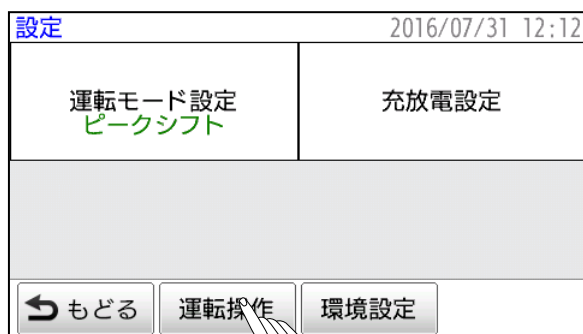 設定 2016/07/31 12:12
運転モード設定
ピークシフト
充放電設定
もどる 運転操作 環境設定